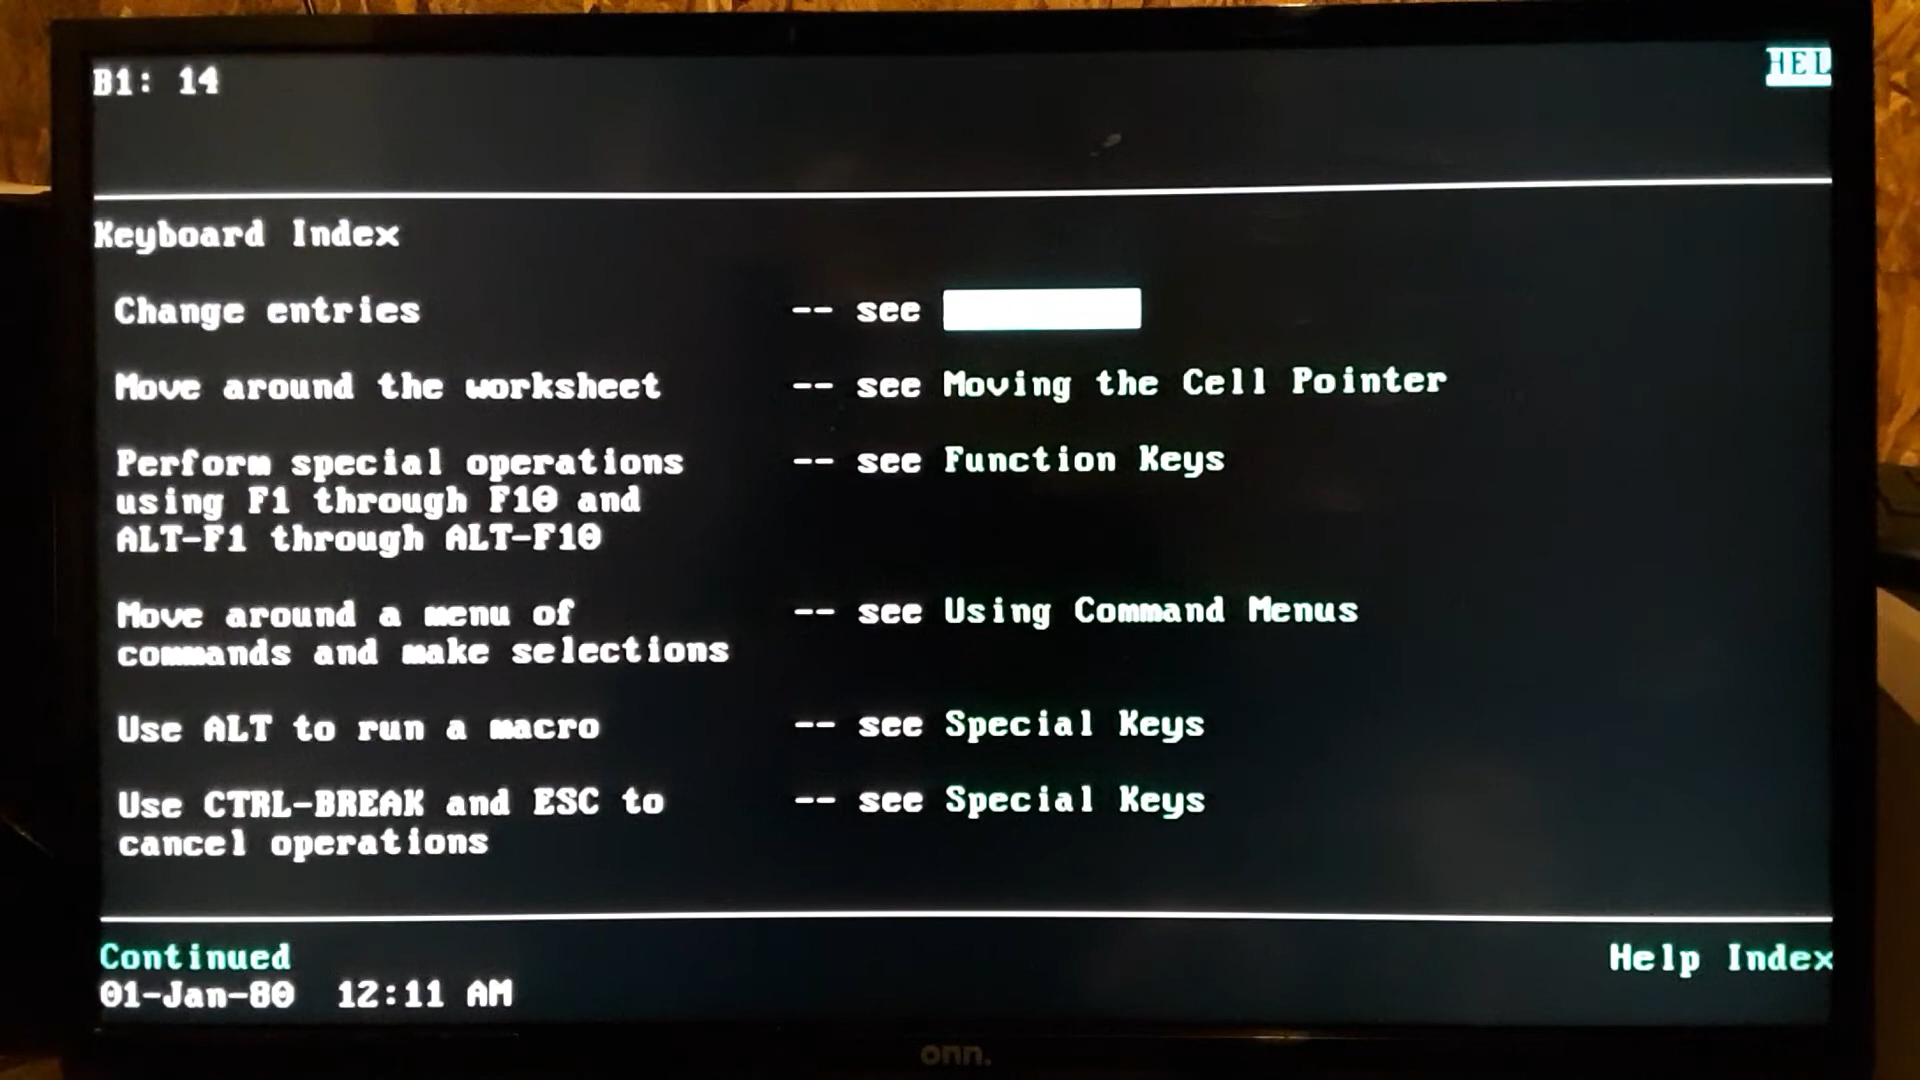 B1: 14
HEL
Keyboard Index
Change entries -- see
Move around the worksheet -- see Moving the Cell Pointer
Perform special operations -- see Function Keys
using F1 through F10 and
ALT-F1 through ALT-F10
Move around a menu of -- see Using Command Menus
commands and make selections
Use ALT to run a macro -- see Special Keys
Use CTRL-BREAK and ESC to -- see Special Keys
cancel operations
Continued Help Index
01-Jan-80 12:11 AM
onn.